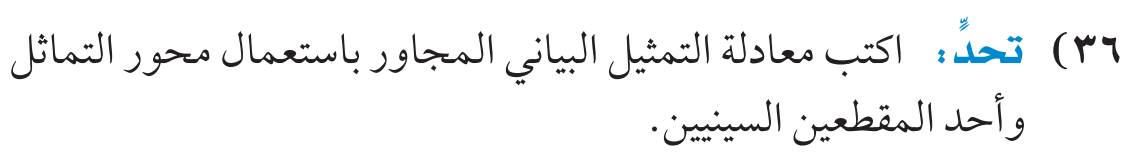 ٣٦) تحدٍّ: اكتب معادلة التمثيل البياني المجاور باستعمال محور التماثل
وأحد المقطعين السينيين.